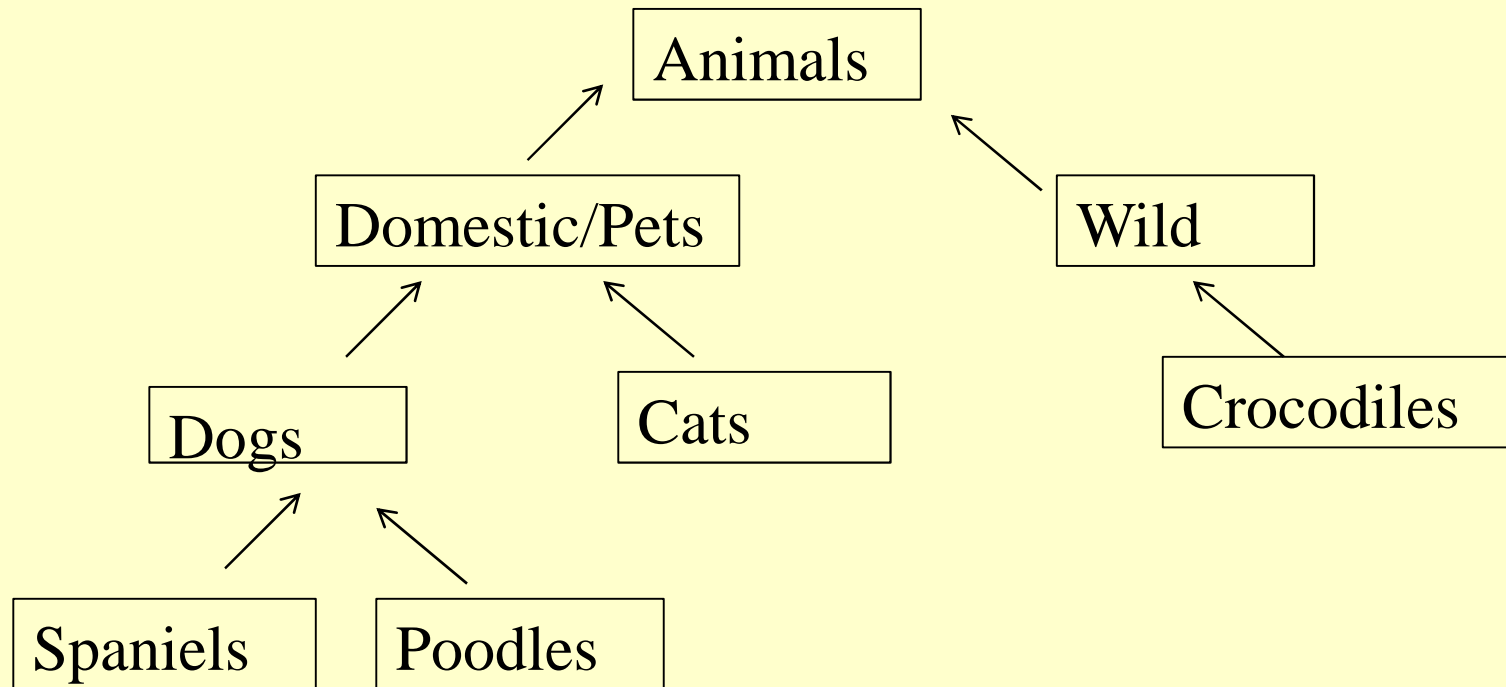 Animals
Domestic/Pets
Wild
Dogs
Cats
Crocodiles
Spaniels
Poodles